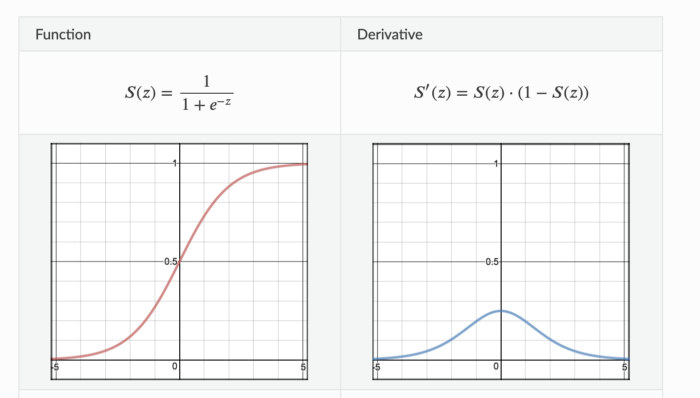 Function
Derivative
S(z) = 1 / (1 + e^{-z})
S′(z) = S(z) · (1 − S(z))
1
0.5
-5
0
5
1
0.5
-5
0
5